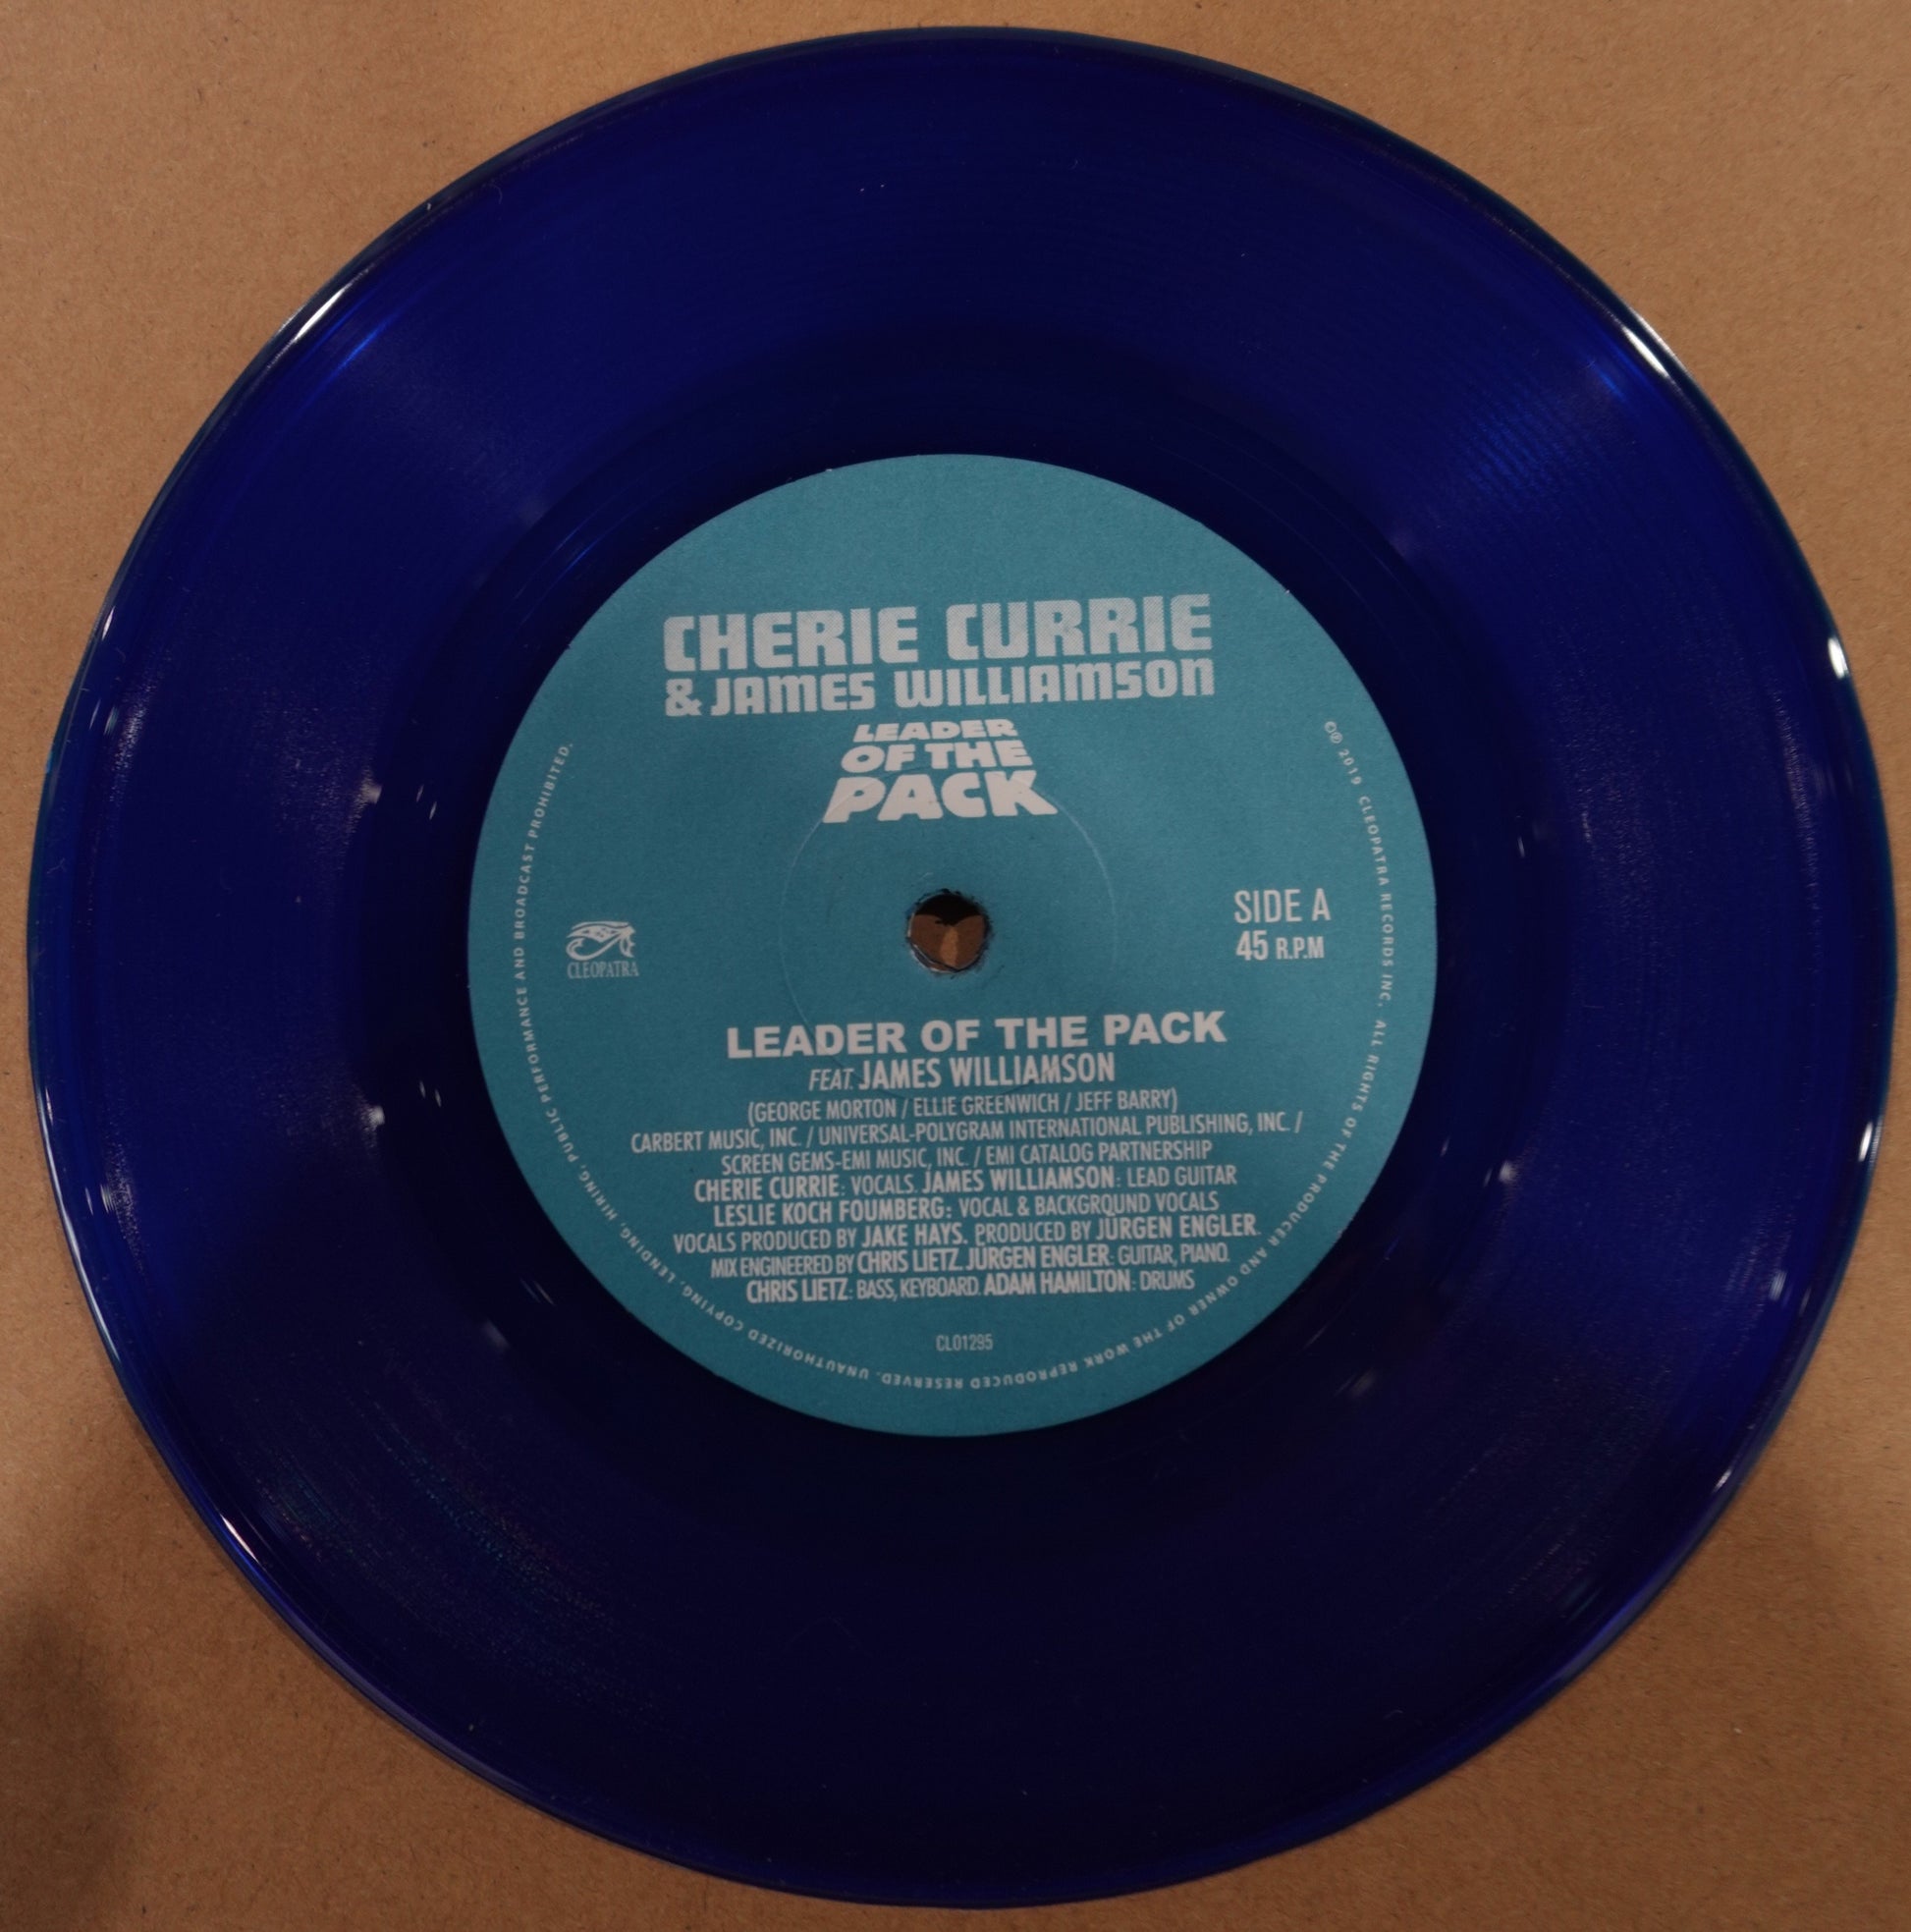 CHERIE CURRIE
& JAMES WILLIAMSON
LEADER
OF THE
PACK
SIDE A
45 R.P.M
CLEOPATRA
LEADER OF THE PACK
FEAT. JAMES WILLIAMSON
(GEORGE MORTON / ELLIE GREENWICH / JEFF BARRY)
CARBERT MUSIC, INC. / UNIVERSAL-POLYGRAM INTERNATIONAL PUBLISHING, INC. /
SCREEN GEMS-EMI MUSIC, INC. / EMI CATALOG PARTNERSHIP
CHERIE CURRIE: VOCALS. JAMES WILLIAMSON: LEAD GUITAR
LESLIE KOCH FOUMBERG: VOCAL & BACKGROUND VOCALS
VOCALS PRODUCED BY JAKE HAYS. PRODUCED BY JÜRGEN ENGLER.
MIX ENGINEERED BY CHRIS LIETZ. JÜRGEN ENGLER: GUITAR, PIANO.
CHRIS LIETZ: BASS, KEYBOARD. ADAM HAMILTON: DRUMS
CLO1295
©℗ 2019 CLEOPATRA RECORDS INC. ALL RIGHTS OF THE PRODUCER AND OWNER OF THE WORK REPRODUCED RESERVED. UNAUTHORIZED COPYING, LENDING, HIRING, PUBLIC PERFORMANCE AND BROADCAST PROHIBITED.